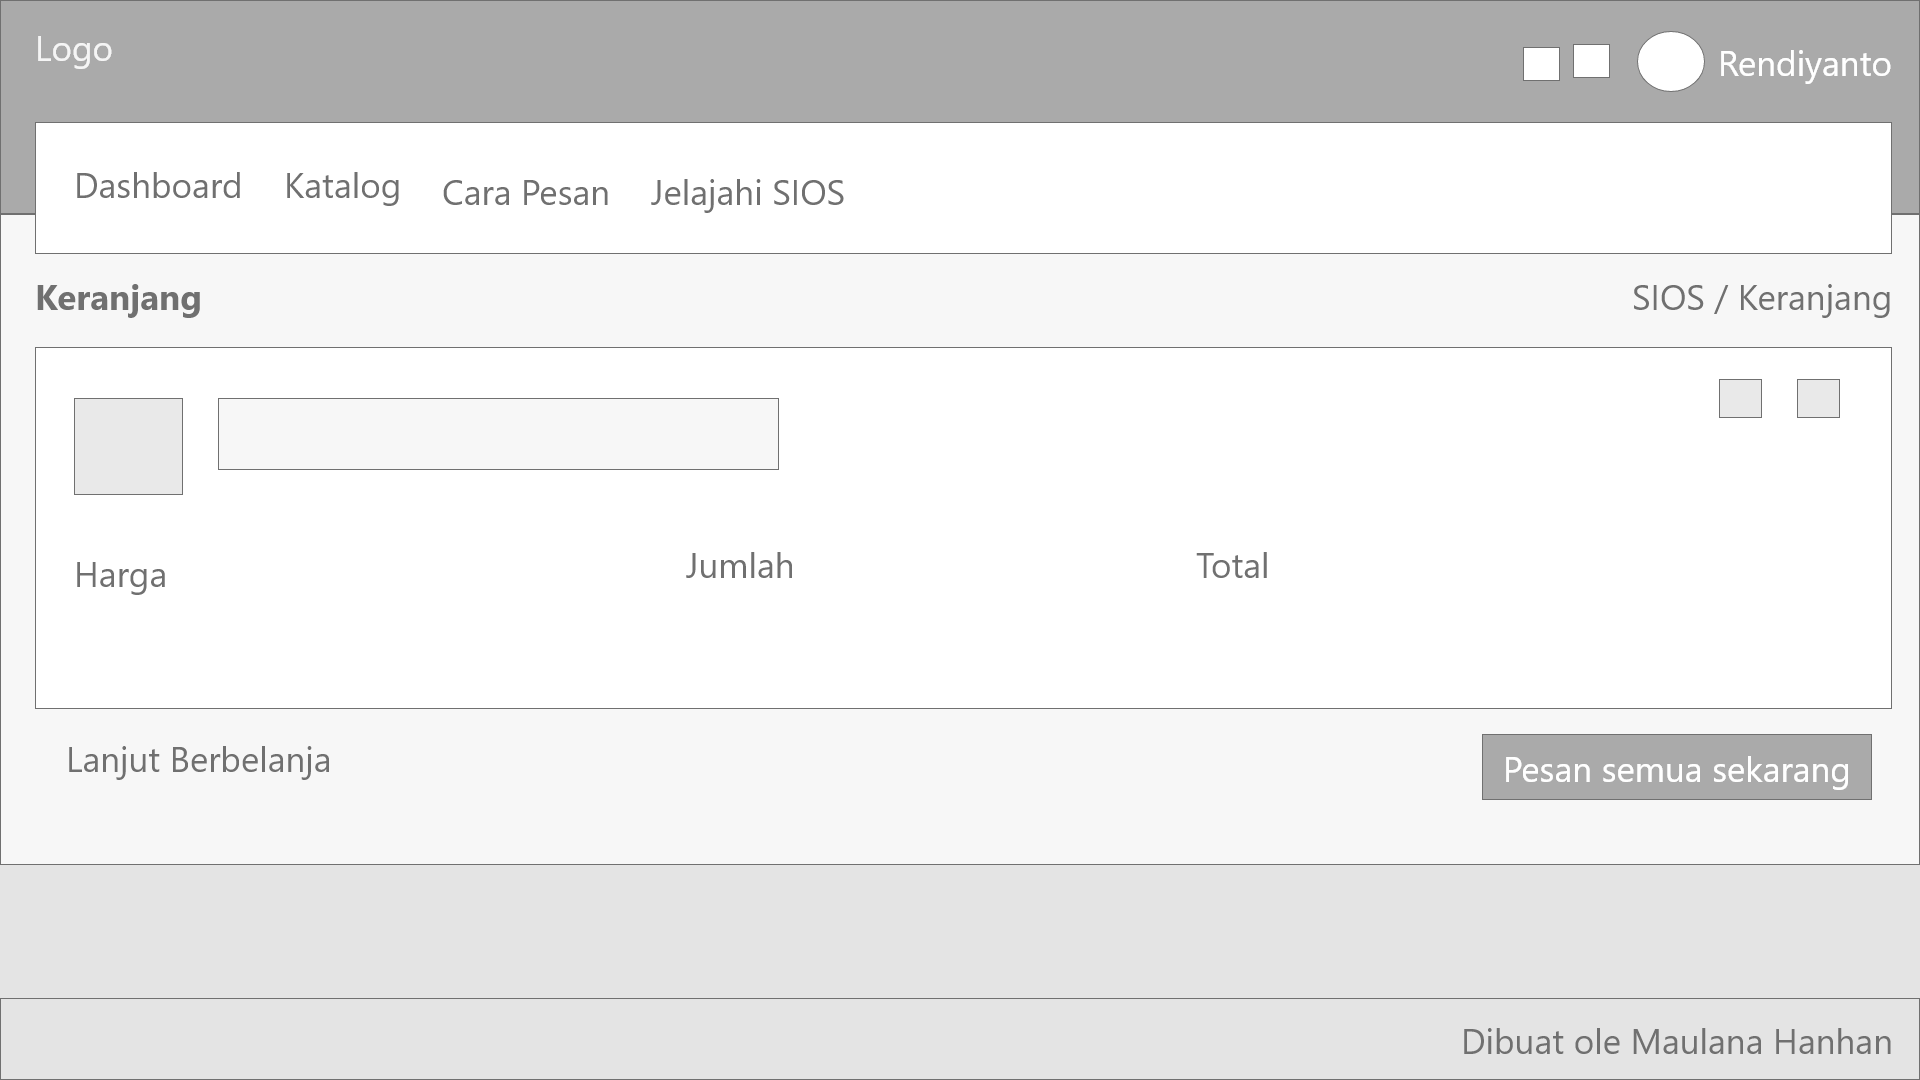 Logo
Rendiyanto
Dashboard Katalog Cara Pesan Jelajahi SIOS
Keranjang
SIOS / Keranjang
Harga Jumlah Total
Lanjut Berbelanja
Pesan semua sekarang
Dibuat ole Maulana Hanhan